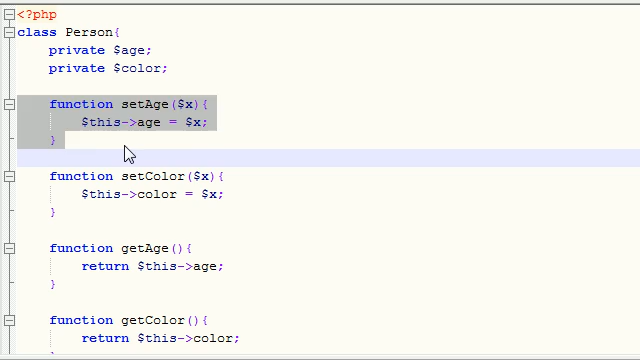 <?php
class Person{
    private $age;
    private $color;

    function setAge($x){
        $this->age = $x;
    }

    function setColor($x){
        $this->color = $x;
    }

    function getAge(){
        return $this->age;
    }

    function getColor(){
        return $this->color;
    }